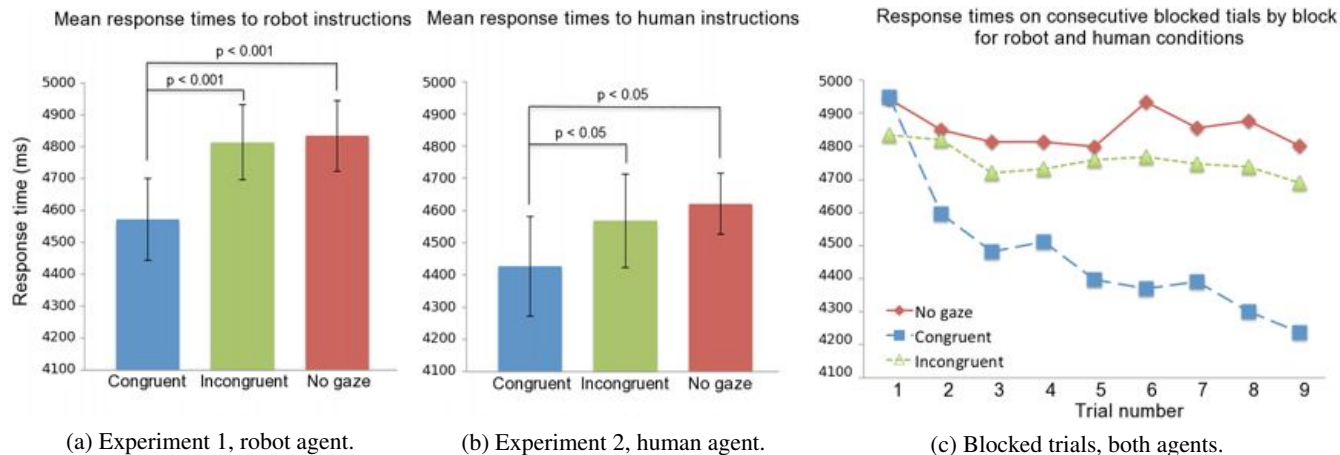 Mean response times to robot instructions
p < 0.001
p < 0.001
Response time (ms)
5000
4900
4800
4700
4600
4500
4400
4300
4200
4100
Congruent Incongruent No gaze
(a) Experiment 1, robot agent.
Mean response times to human instructions
p < 0.05
p < 0.05
5000
4900
4800
4700
4600
4500
4400
4300
4200
4100
Congruent Incongruent No gaze
(b) Experiment 2, human agent.
Response times on consecutive blocked tials by block
for robot and human conditions
5000
4900
4800
4700
4600
4500
4400
4300
4200
4100
No gaze
Congruent
Incongruent
1 2 3 4 5 6 7 8 9
Trial number
(c) Blocked trials, both agents.